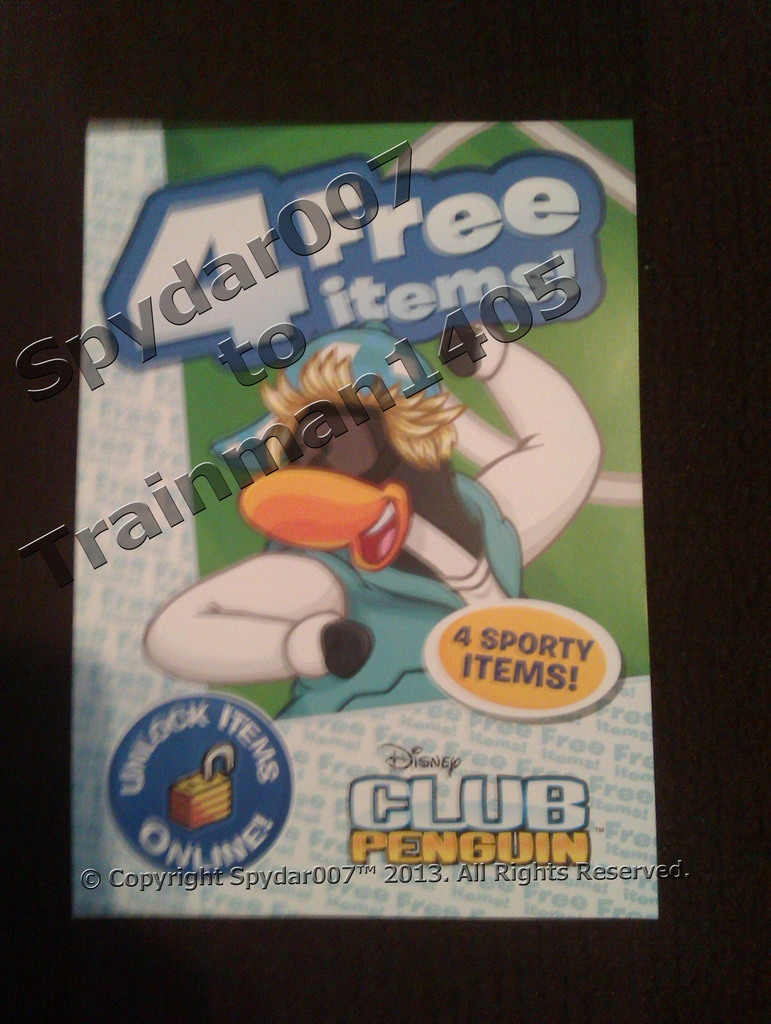 4 Free
items!
Spydar007
to
Trainman1405
4 SPORTY
ITEMS!
UNLOCK ITEMS
ONLINE!
Disney
CLUB
PENGUIN™
© Copyright Spydar007™ 2013. All Rights Reserved.